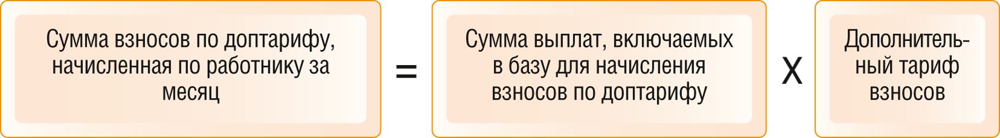 Сумма взносов по доптарифу,
начисленная по работнику за
месяц
=
Сумма выплат, включаемых
в базу для начисления
взносов по доптарифу
X
Дополнитель-
ный тариф
взносов